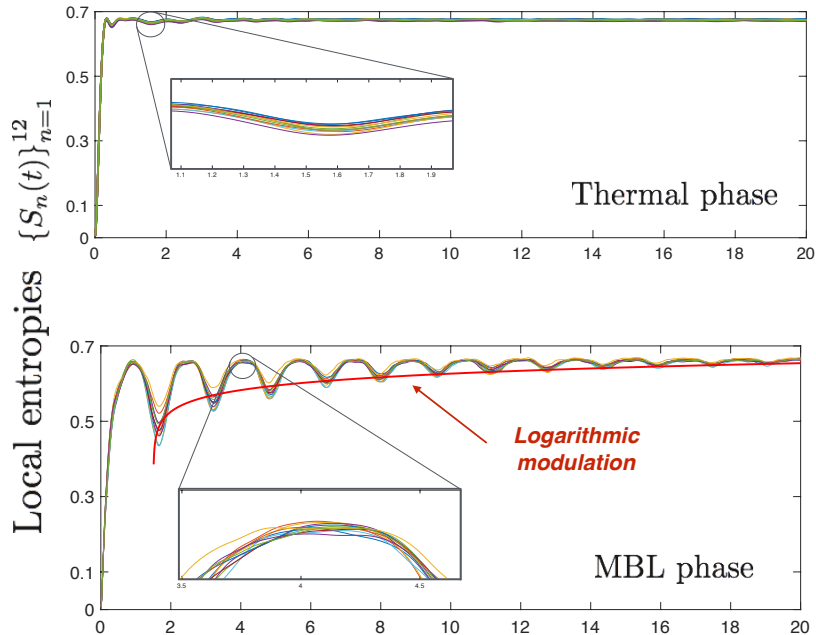 Local entropies {S_n(t)}_{n=1}^{12}
0.7
0.5
0.3
0.1
0
0 2 4 6 8 10 12 14 16 18 20
1.1 1.2 1.3 1.4 1.5 1.6 1.7 1.8 1.9
Thermal phase
0.7
0.5
0.3
0.1
0
0 2 4 6 8 10 12 14 16 18 20
Logarithmic
modulation
3.5 4 4.5
MBL phase